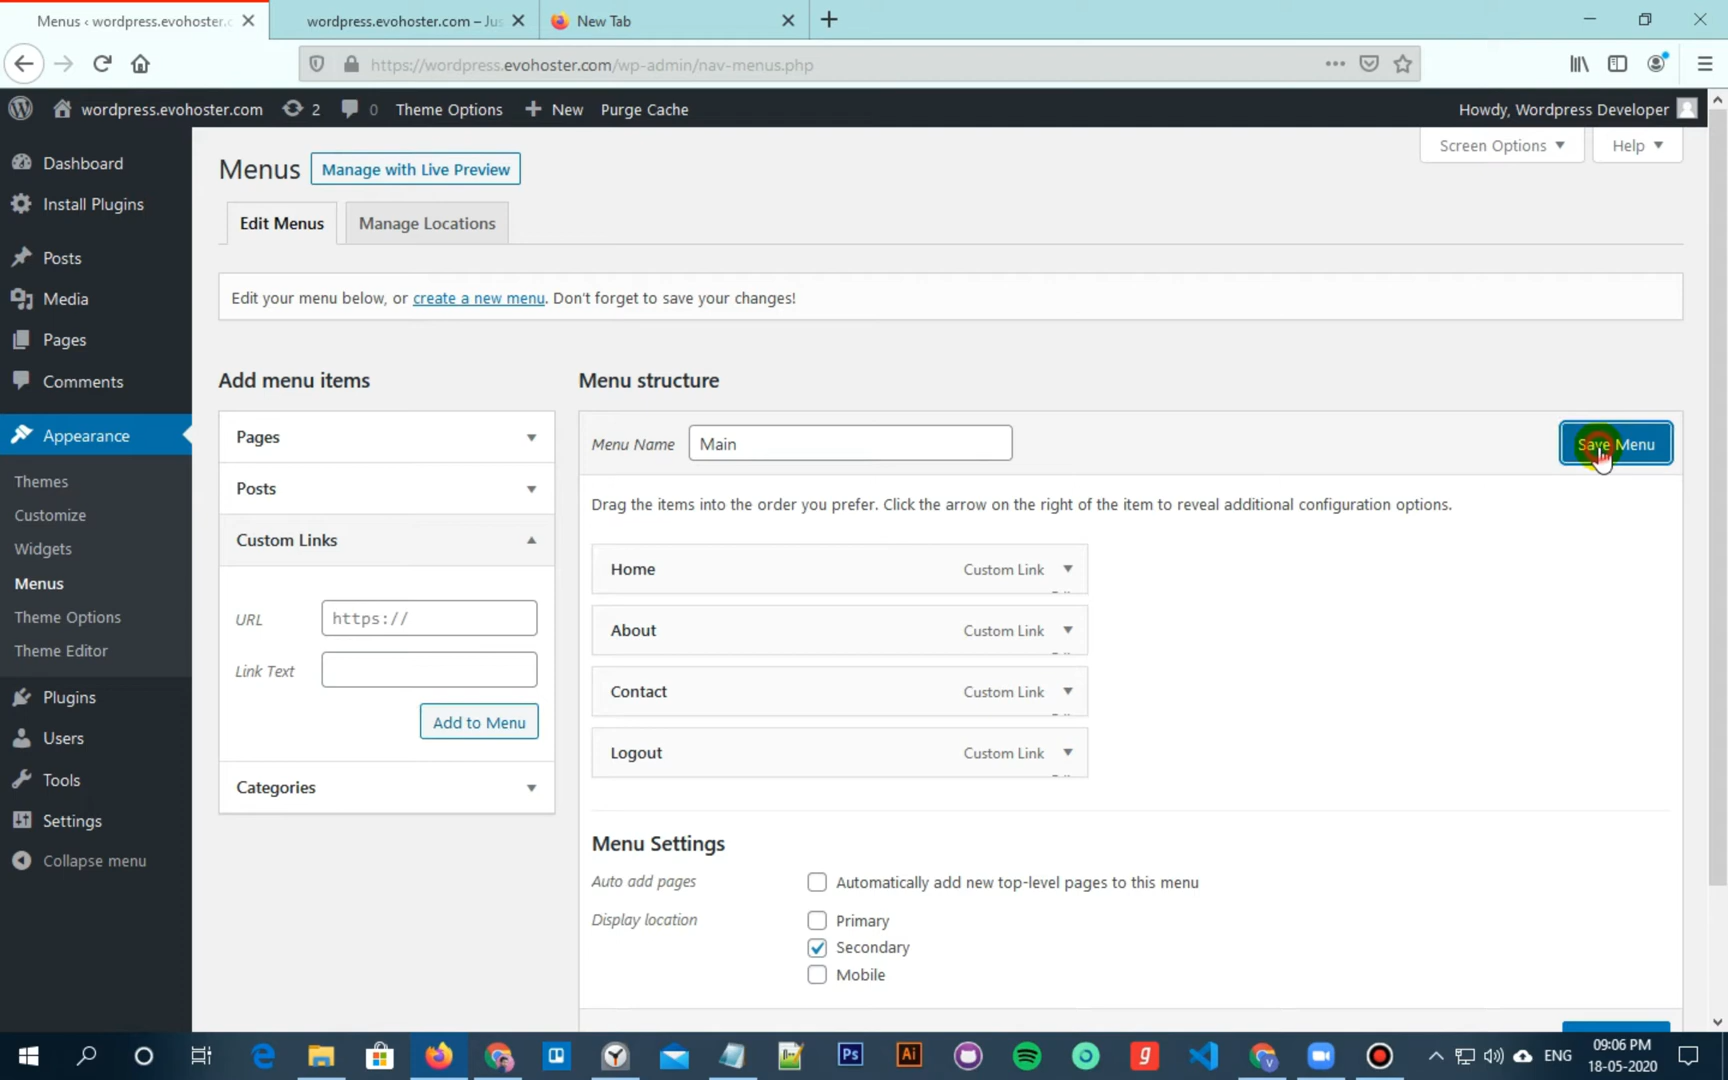 Menus ‹ wordpress.evohoster.c
wordpress.evohoster.com – Jus
New Tab
https://wordpress.evohoster.com/wp-admin/nav-menus.php
wordpress.evohoster.com
2
0
Theme Options
New
Purge Cache
Howdy, Wordpress Developer
Dashboard
Install Plugins
Posts
Media
Pages
Comments
Appearance
Themes
Customize
Widgets
Menus
Theme Options
Theme Editor
Plugins
Users
Tools
Settings
Collapse menu
Screen Options
Help
Menus
Manage with Live Preview
Edit Menus
Manage Locations
Edit your menu below, or create a new menu. Don't forget to save your changes!
Add menu items
Pages
Posts
Custom Links
URL
https://
Link Text
Add to Menu
Categories
Menu structure
Menu Name
Main
Save Menu
Drag the items into the order you prefer. Click the arrow on the right of the item to reveal additional configuration options.
Home
Custom Link
About
Custom Link
Contact
Custom Link
Logout
Custom Link
Menu Settings
Auto add pages
Automatically add new top-level pages to this menu
Display location
Primary
Secondary
Mobile
Ps
Ai
g
V
ENG
09:06 PM
18-05-2020